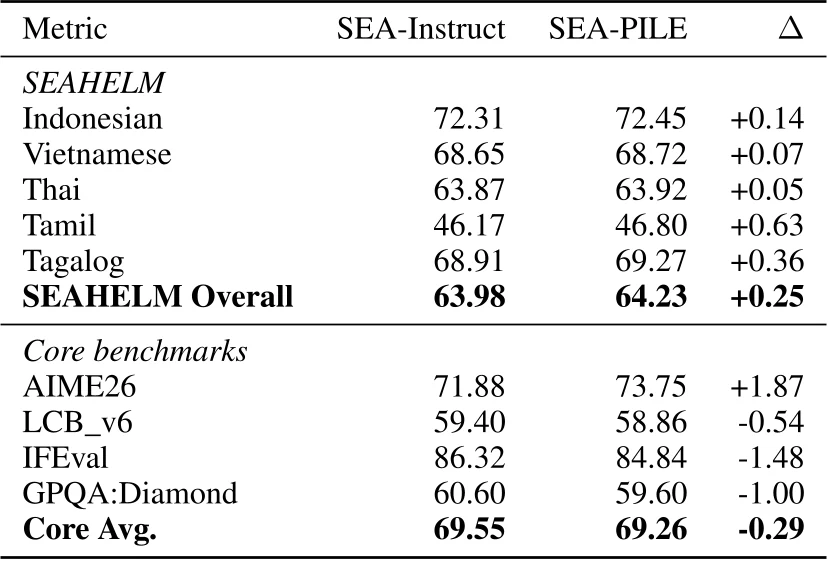 Metric SEA-Instruct SEA-PILE Δ
SEAHELM
Indonesian 72.31 72.45 +0.14
Vietnamese 68.65 68.72 +0.07
Thai 63.87 63.92 +0.05
Tamil 46.17 46.80 +0.63
Tagalog 68.91 69.27 +0.36
SEAHELM Overall 63.98 64.23 +0.25
Core benchmarks
AIME26 71.88 73.75 +1.87
LCB_v6 59.40 58.86 -0.54
IFEval 86.32 84.84 -1.48
GPQA:Diamond 60.60 59.60 -1.00
Core Avg. 69.55 69.26 -0.29